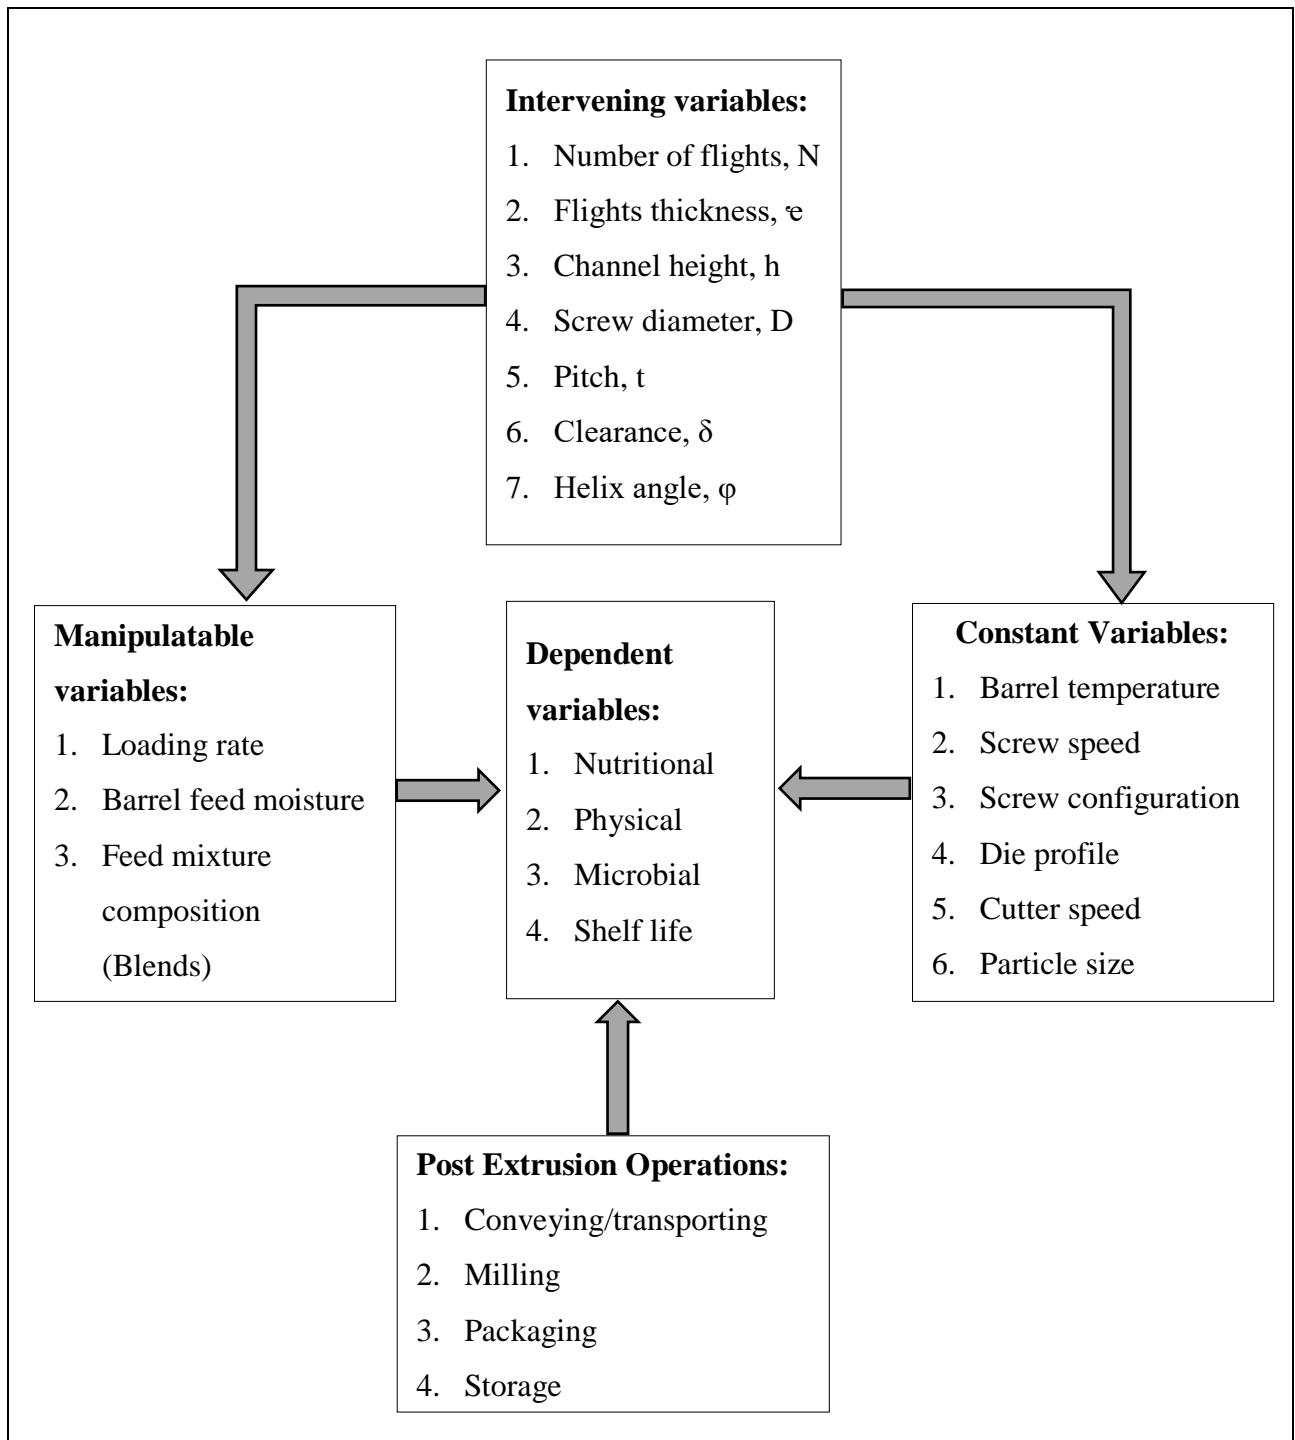 Intervening variables:
1. Number of flights, N
2. Flights thickness, e
3. Channel height, h
4. Screw diameter, D
5. Pitch, t
6. Clearance, δ
7. Helix angle, φ
Manipulatable
variables:
1. Loading rate
2. Barrel feed moisture
3. Feed mixture
composition
(Blends)
Dependent
variables:
1. Nutritional
2. Physical
3. Microbial
4. Shelf life
Constant Variables:
1. Barrel temperature
2. Screw speed
3. Screw configuration
4. Die profile
5. Cutter speed
6. Particle size
Post Extrusion Operations:
1. Conveying/transporting
2. Milling
3. Packaging
4. Storage